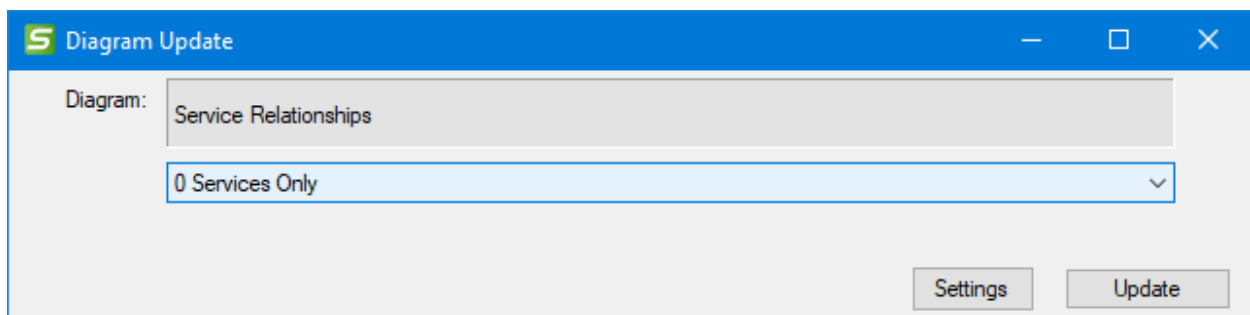 S Diagram Update
Diagram:
Service Relationships
0 Services Only
Settings Update